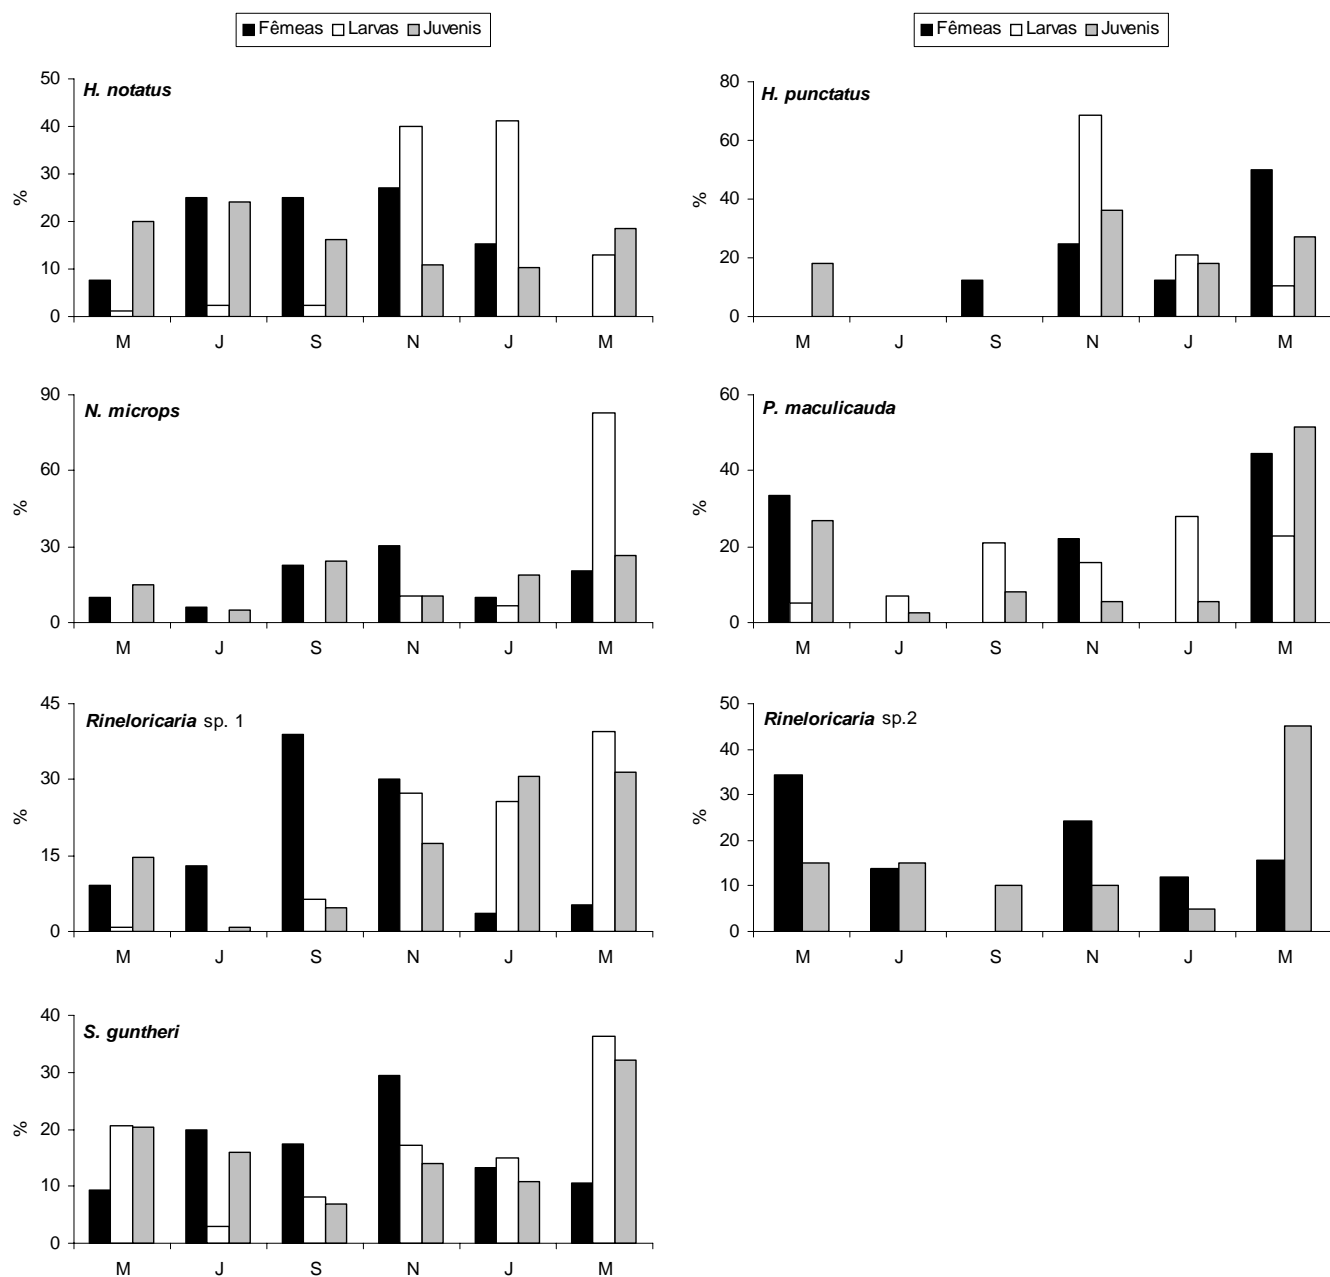 Fêmeas Larvas Juvenis
H. notatus
%
50
40
30
20
10
0
M J S N J M
Fêmeas Larvas Juvenis
H. punctatus
%
80
60
40
20
0
M J S N J M
N. microps
%
90
60
30
0
M J S N J M
P. maculicauda
%
60
40
20
0
M J S N J M
Rineloricaria sp. 1
%
45
30
15
0
M J S N J M
Rineloricaria sp.2
%
50
40
30
20
10
0
M J S N J M
S. guntheri
%
40
30
20
10
0
M J S N J M